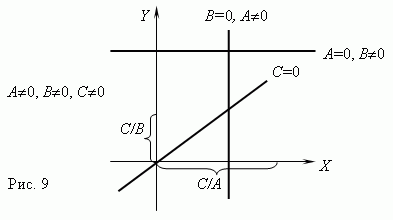 Y
B=0, A≠0
A=0, B≠0
C=0
A≠0, B≠0, C≠0
C/B
X
C/A
Рис. 9